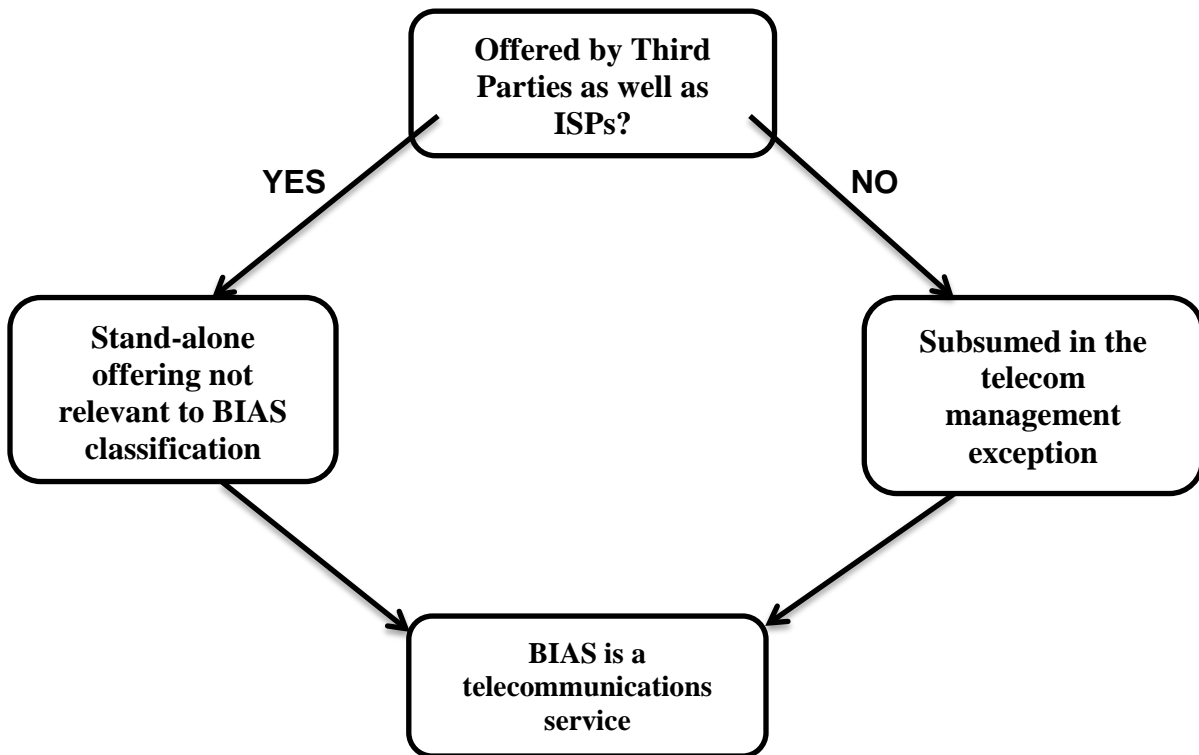 Offered by Third
Parties as well as
ISPs?
YES
NO
Stand-alone
offering not
relevant to BIAS
classification
Subsumed in the
telecom
management
exception
BIAS is a
telecommunications
service